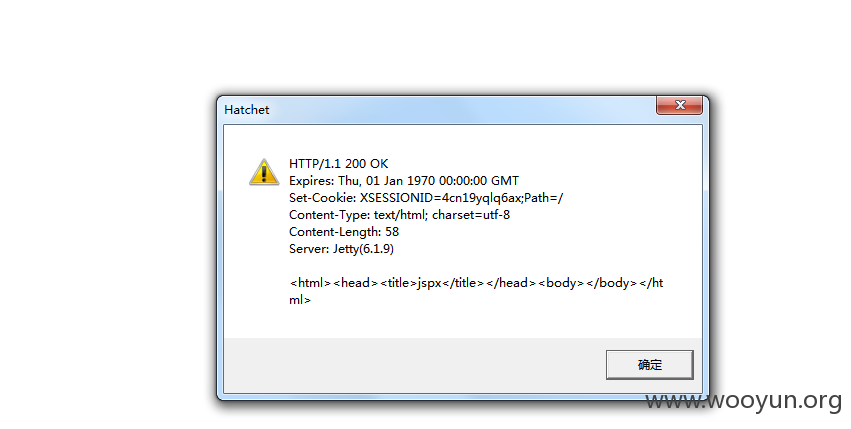 Hatchet
HTTP/1.1 200 OK
Expires: Thu, 01 Jan 1970 00:00:00 GMT
Set-Cookie: XSESSIONID=4cn19yqlq6ax;Path=/
Content-Type: text/html; charset=utf-8
Content-Length: 58
Server: Jetty(6.1.9)
<html><head><title>jspx</title></head><body></body></ht
ml>
确定
www.wooyun.org